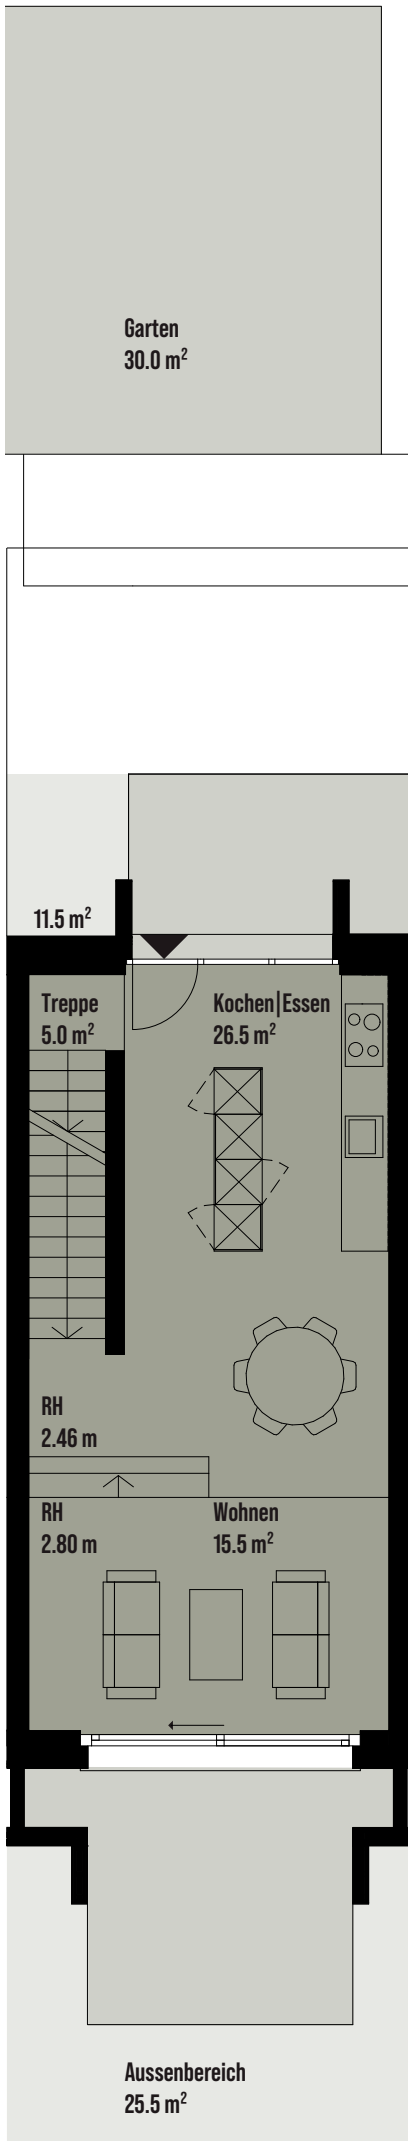 Garten
30.0 m²
11.5 m²
Treppe
5.0 m²
Kochen|Essen
26.5 m²
RH
2.46 m
RH
2.80 m
Wohnen
15.5 m²
Aussenbereich
25.5 m²